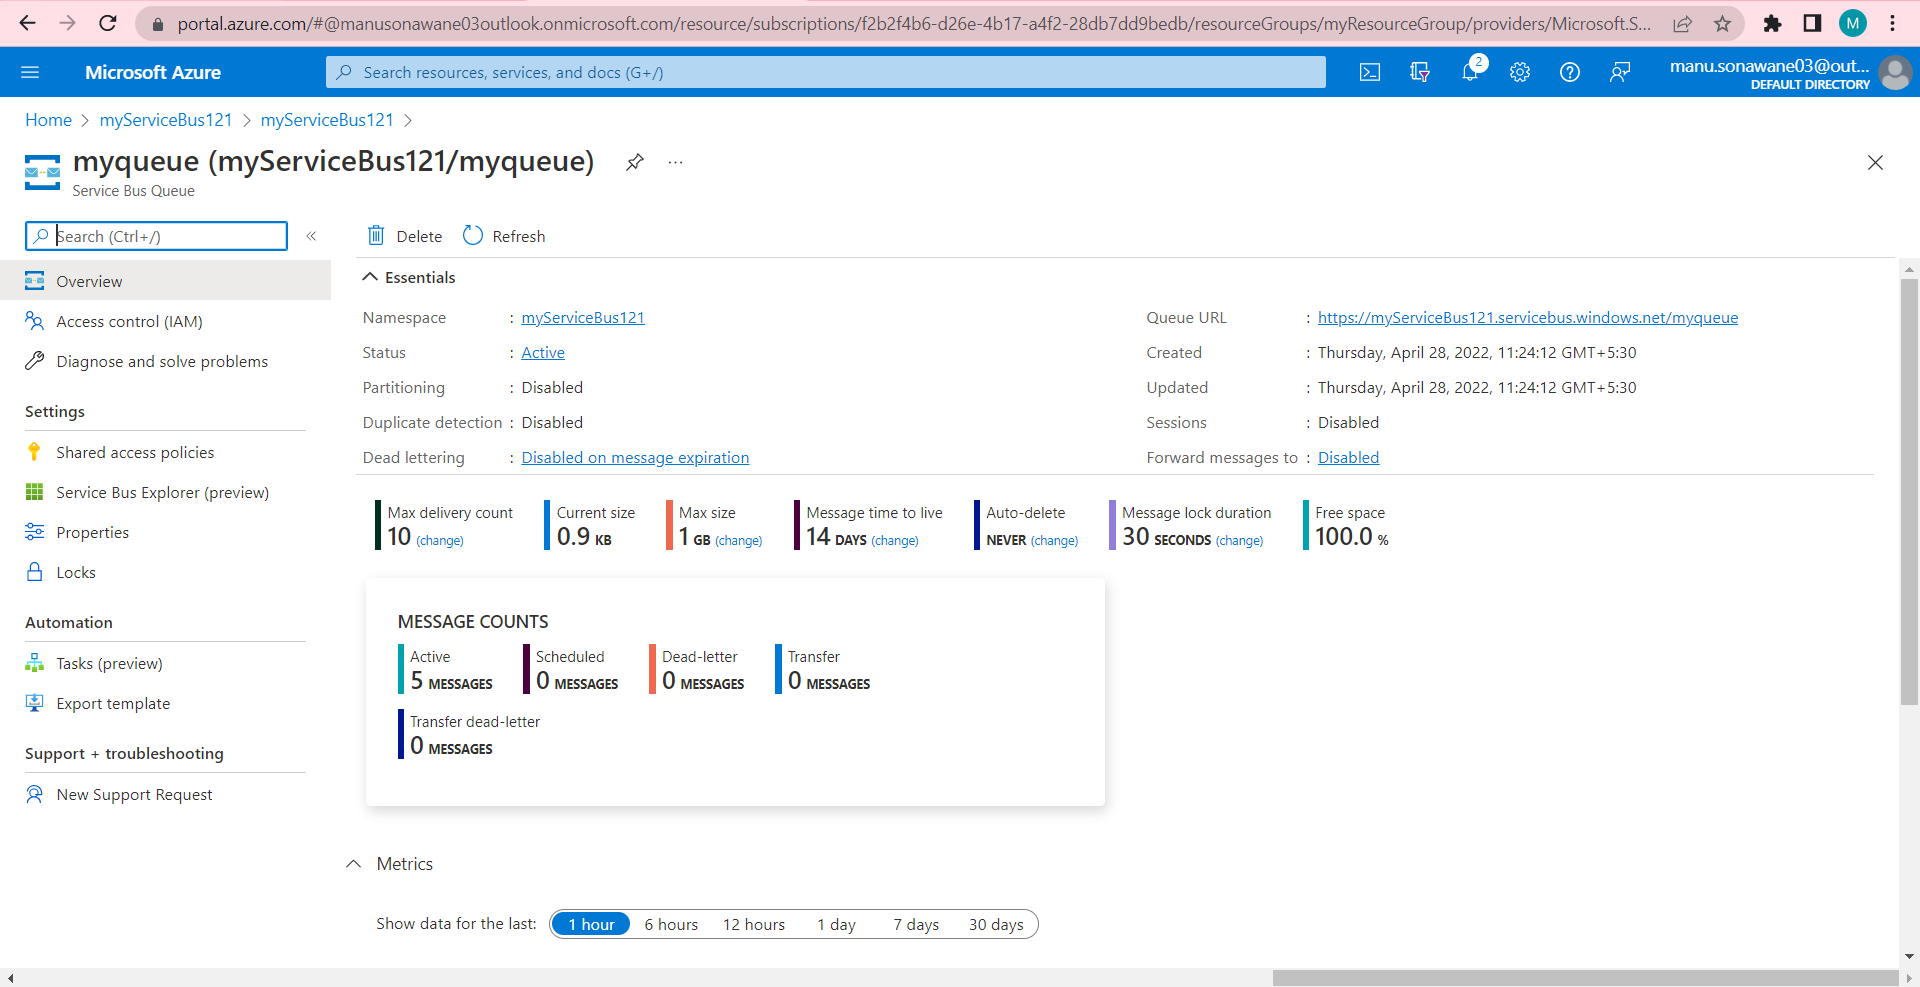 portal.azure.com/#@manusonawane03outlook.onmicrosoft.com/resource/subscriptions/f2b2f4b6-d26e-4b17-a4f2-28db7dd9bedb/resourceGroups/myResourceGroup/providers/Microsoft.S...
M
Microsoft Azure
Search resources, services, and docs (G+/)
2
manu.sonawane03@out...
DEFAULT DIRECTORY
Home > myServiceBus121 > myServiceBus121 >
myqueue (myServiceBus121/myqueue)
...
Service Bus Queue
Search (Ctrl+/)
«
Delete
Refresh
Overview
Access control (IAM)
Diagnose and solve problems
Settings
Shared access policies
Service Bus Explorer (preview)
Properties
Locks
Automation
Tasks (preview)
Export template
Support + troubleshooting
New Support Request
Essentials
Namespace : myServiceBus121
Status : Active
Partitioning : Disabled
Duplicate detection : Disabled
Dead lettering : Disabled on message expiration
Queue URL : https://myServiceBus121.servicebus.windows.net/myqueue
Created : Thursday, April 28, 2022, 11:24:12 GMT+5:30
Updated : Thursday, April 28, 2022, 11:24:12 GMT+5:30
Sessions : Disabled
Forward messages to : Disabled
Max delivery count
10 (change)
Current size
0.9 KB
Max size
1 GB (change)
Message time to live
14 DAYS (change)
Auto-delete
NEVER (change)
Message lock duration
30 SECONDS (change)
Free space
100.0 %
MESSAGE COUNTS
Active
5 MESSAGES
Scheduled
0 MESSAGES
Dead-letter
0 MESSAGES
Transfer
0 MESSAGES
Transfer dead-letter
0 MESSAGES
Metrics
Show data for the last: 1 hour 6 hours 12 hours 1 day 7 days 30 days